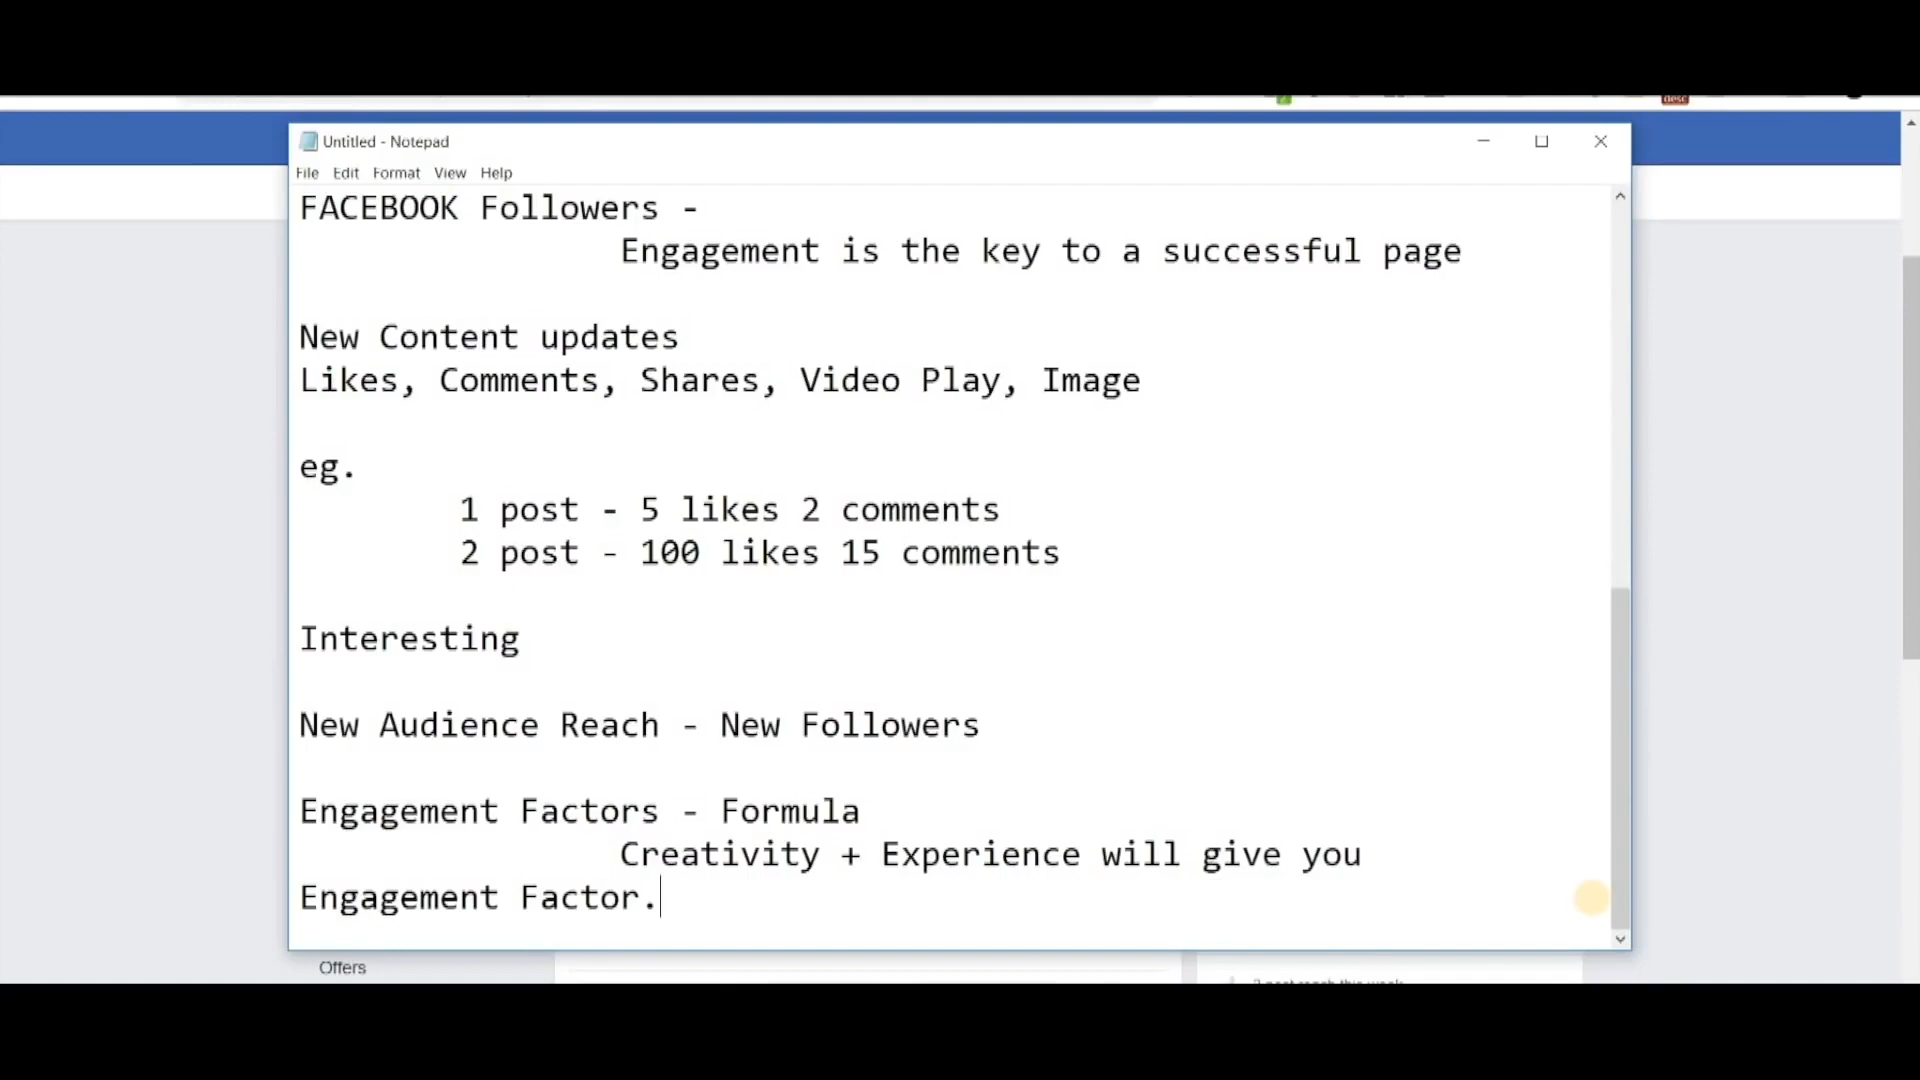 desc
Untitled - Notepad
File Edit Format View Help
FACEBOOK Followers -
Engagement is the key to a successful page
New Content updates
Likes, Comments, Shares, Video Play, Image
eg.
1 post - 5 likes 2 comments
2 post - 100 likes 15 comments
Interesting
New Audience Reach - New Followers
Engagement Factors - Formula
Creativity + Experience will give you
Engagement Factor.
Offers